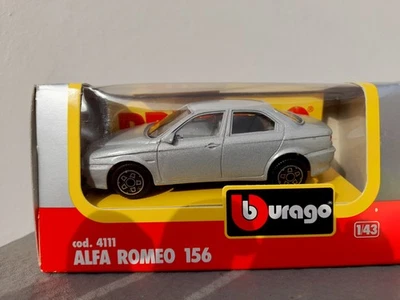 burago
cod. 4111
ALFA ROMEO 156
1/43